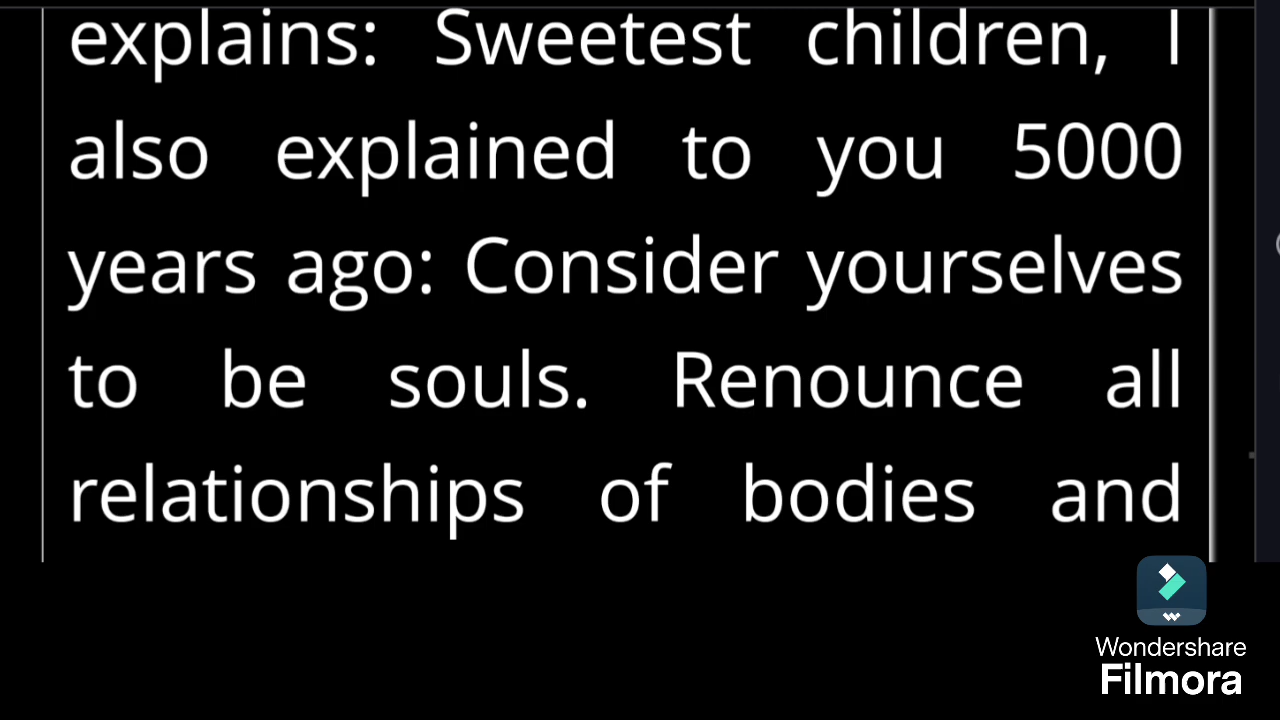 explains: Sweetest children, I
also explained to you 5000
years ago: Consider yourselves
to be souls. Renounce all
relationships of bodies and
Wondershare
Filmora